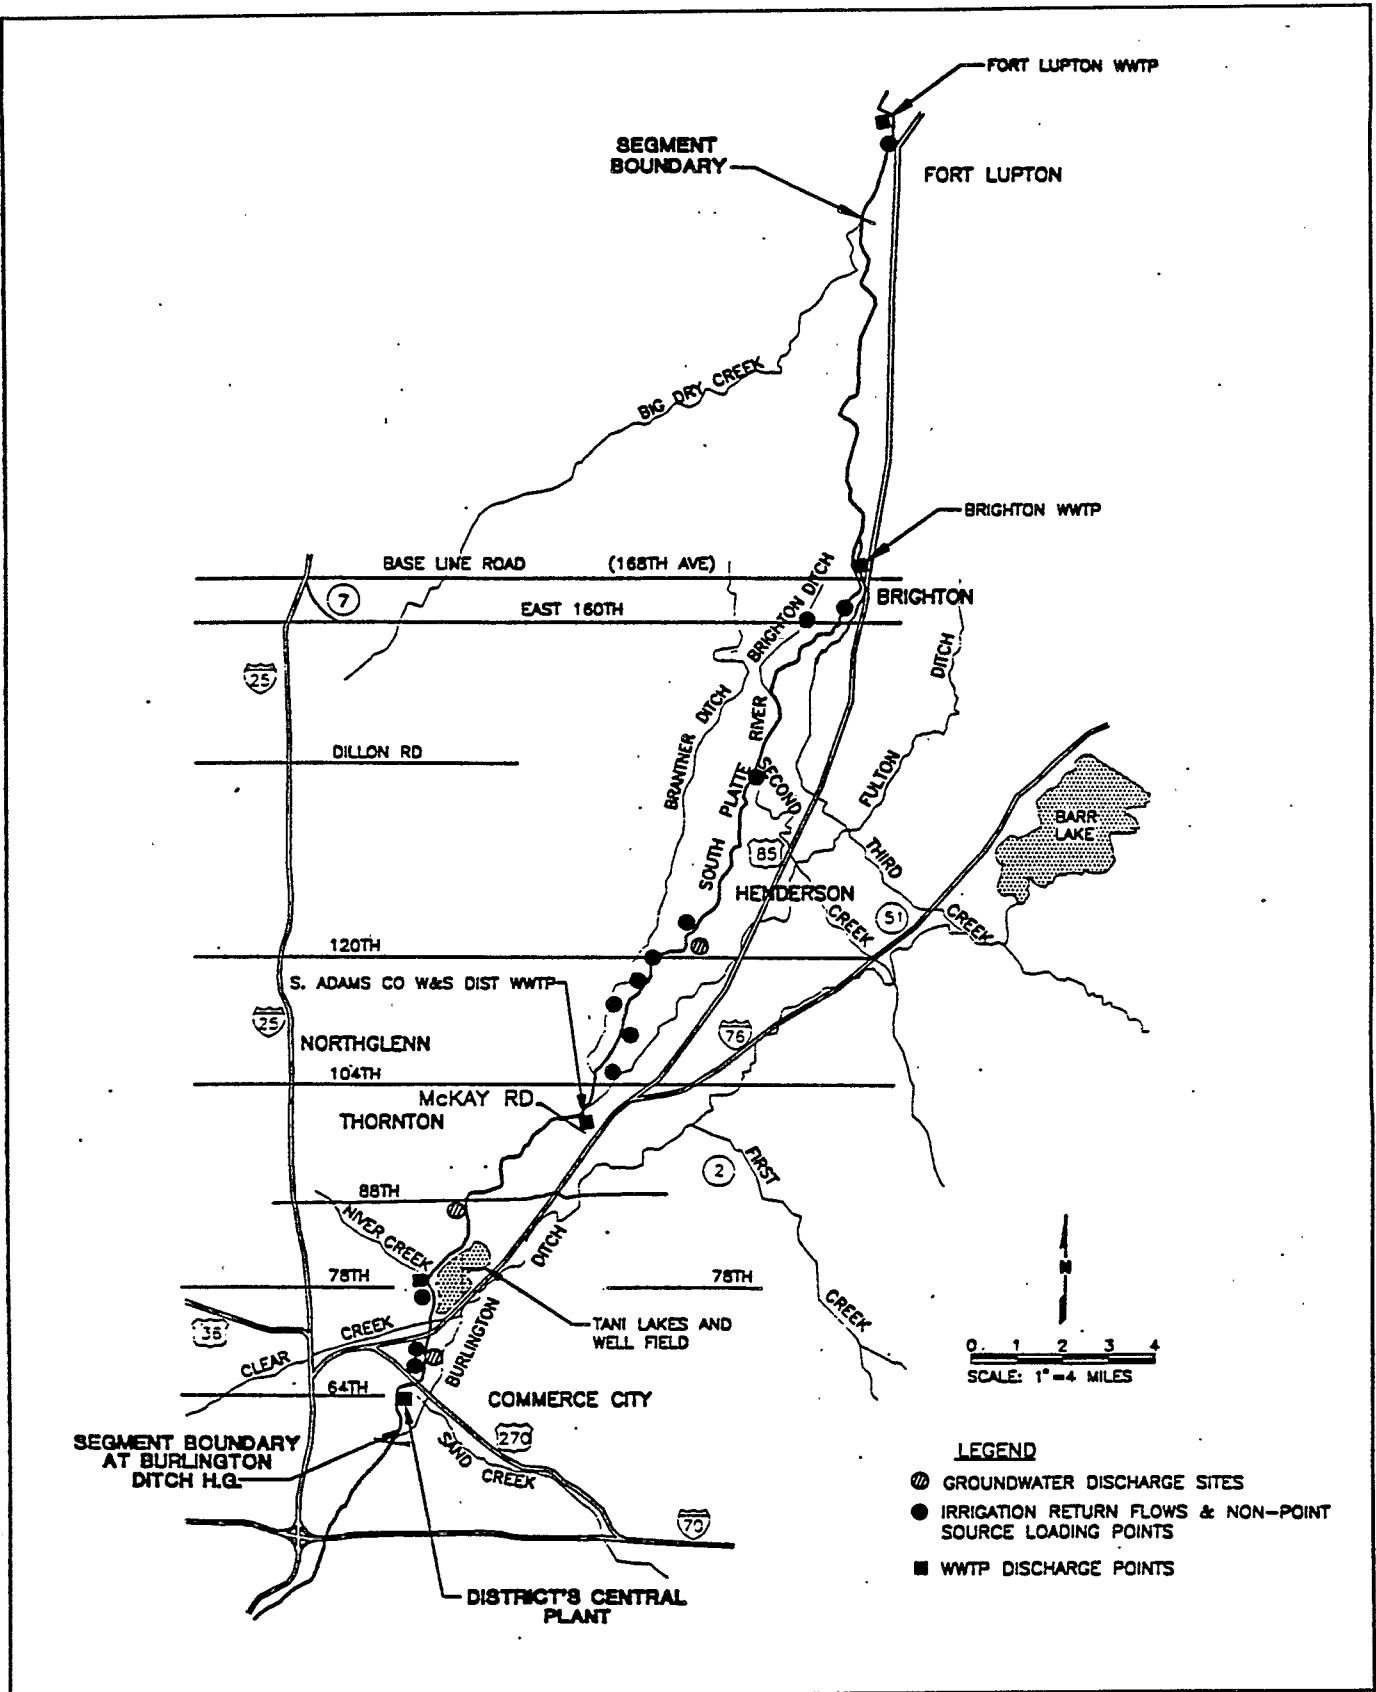 FORT LUPTON WWTP
SEGMENT
BOUNDARY
FORT LUPTON
BIG DRY CREEK
BRIGHTON WWTP
BASE LINE ROAD (168TH AVE)
BRIGHTON DITCH
7
EAST 160TH
BRIGHTON
25
DITCH
BRANTNER DITCH
SOUTH PLATTE RIVER
DILLON RD
SECOND
FULTON
BARR
LAKE
85
THIRD
HENDERSON
CREEK
51
CREEK
120TH
S. ADAMS CO W&S DIST WWTP
25
NORTHGLENN
76
104TH
McKAY RD
THORNTON
2
FIRST
88TH
NIVER CREEK
DITCH
78TH
78TH
CREEK
N
36
CREEK
TANI LAKES AND
WELL FIELD
BURLINGTON
CLEAR
0 1 2 3 4
SCALE: 1"=4 MILES
64TH
COMMERCE CITY
270
SEGMENT BOUNDARY
AT BURLINGTON
DITCH H.G.
SAND CREEK
LEGEND
GROUNDWATER DISCHARGE SITES
IRRIGATION RETURN FLOWS & NON-POINT
SOURCE LOADING POINTS
70
WWTP DISCHARGE POINTS
DISTRICT'S CENTRAL
PLANT